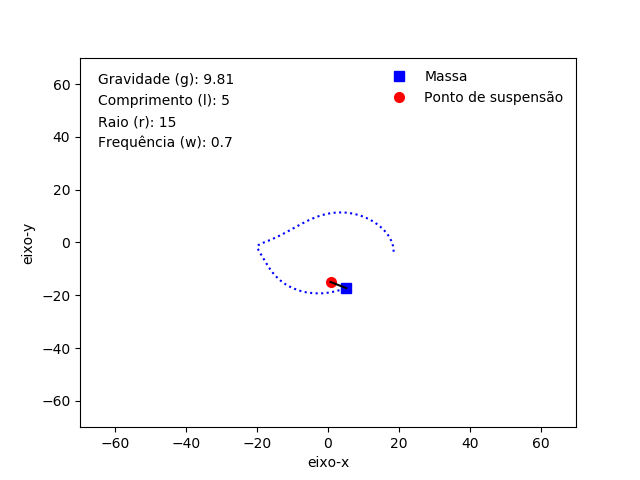 Gravidade (g): 9.81
Comprimento (l): 5
Raio (r): 15
Frequência (w): 0.7
Massa
Ponto de suspensão
60
40
20
0
−20
−40
−60
eixo-y
−60 −40 −20 0 20 40 60
eixo-x